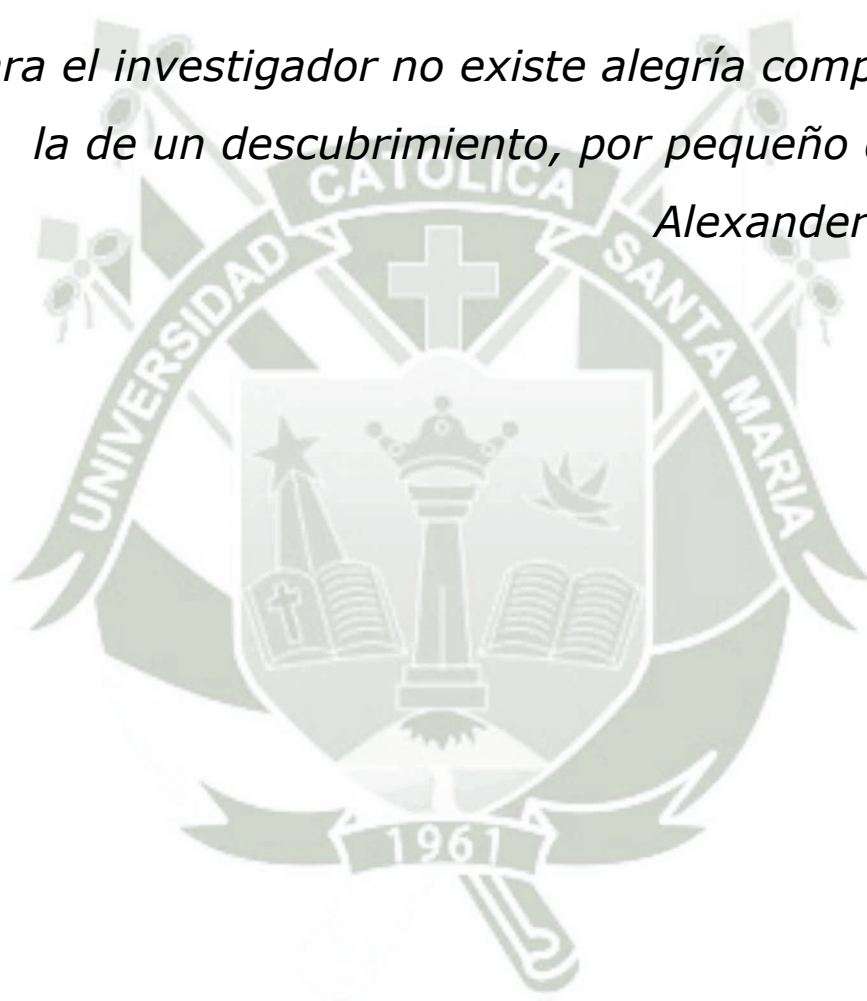 ra el investigador no existe alegría comp
la de un descubrimiento, por pequeño
Alexander
UNIVERSIDAD CATOLICA SANTA MARIA
1961